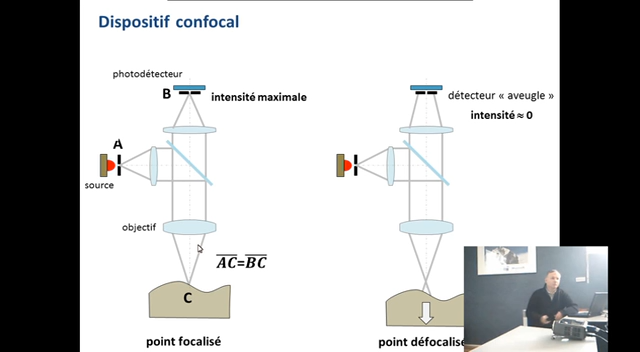 Dispositif confocal
photodétecteur
B
intensité maximale
A
source
objectif
AC=BC
C
point focalisé
détecteur « aveugle »
intensité ≈ 0
point défocalisé